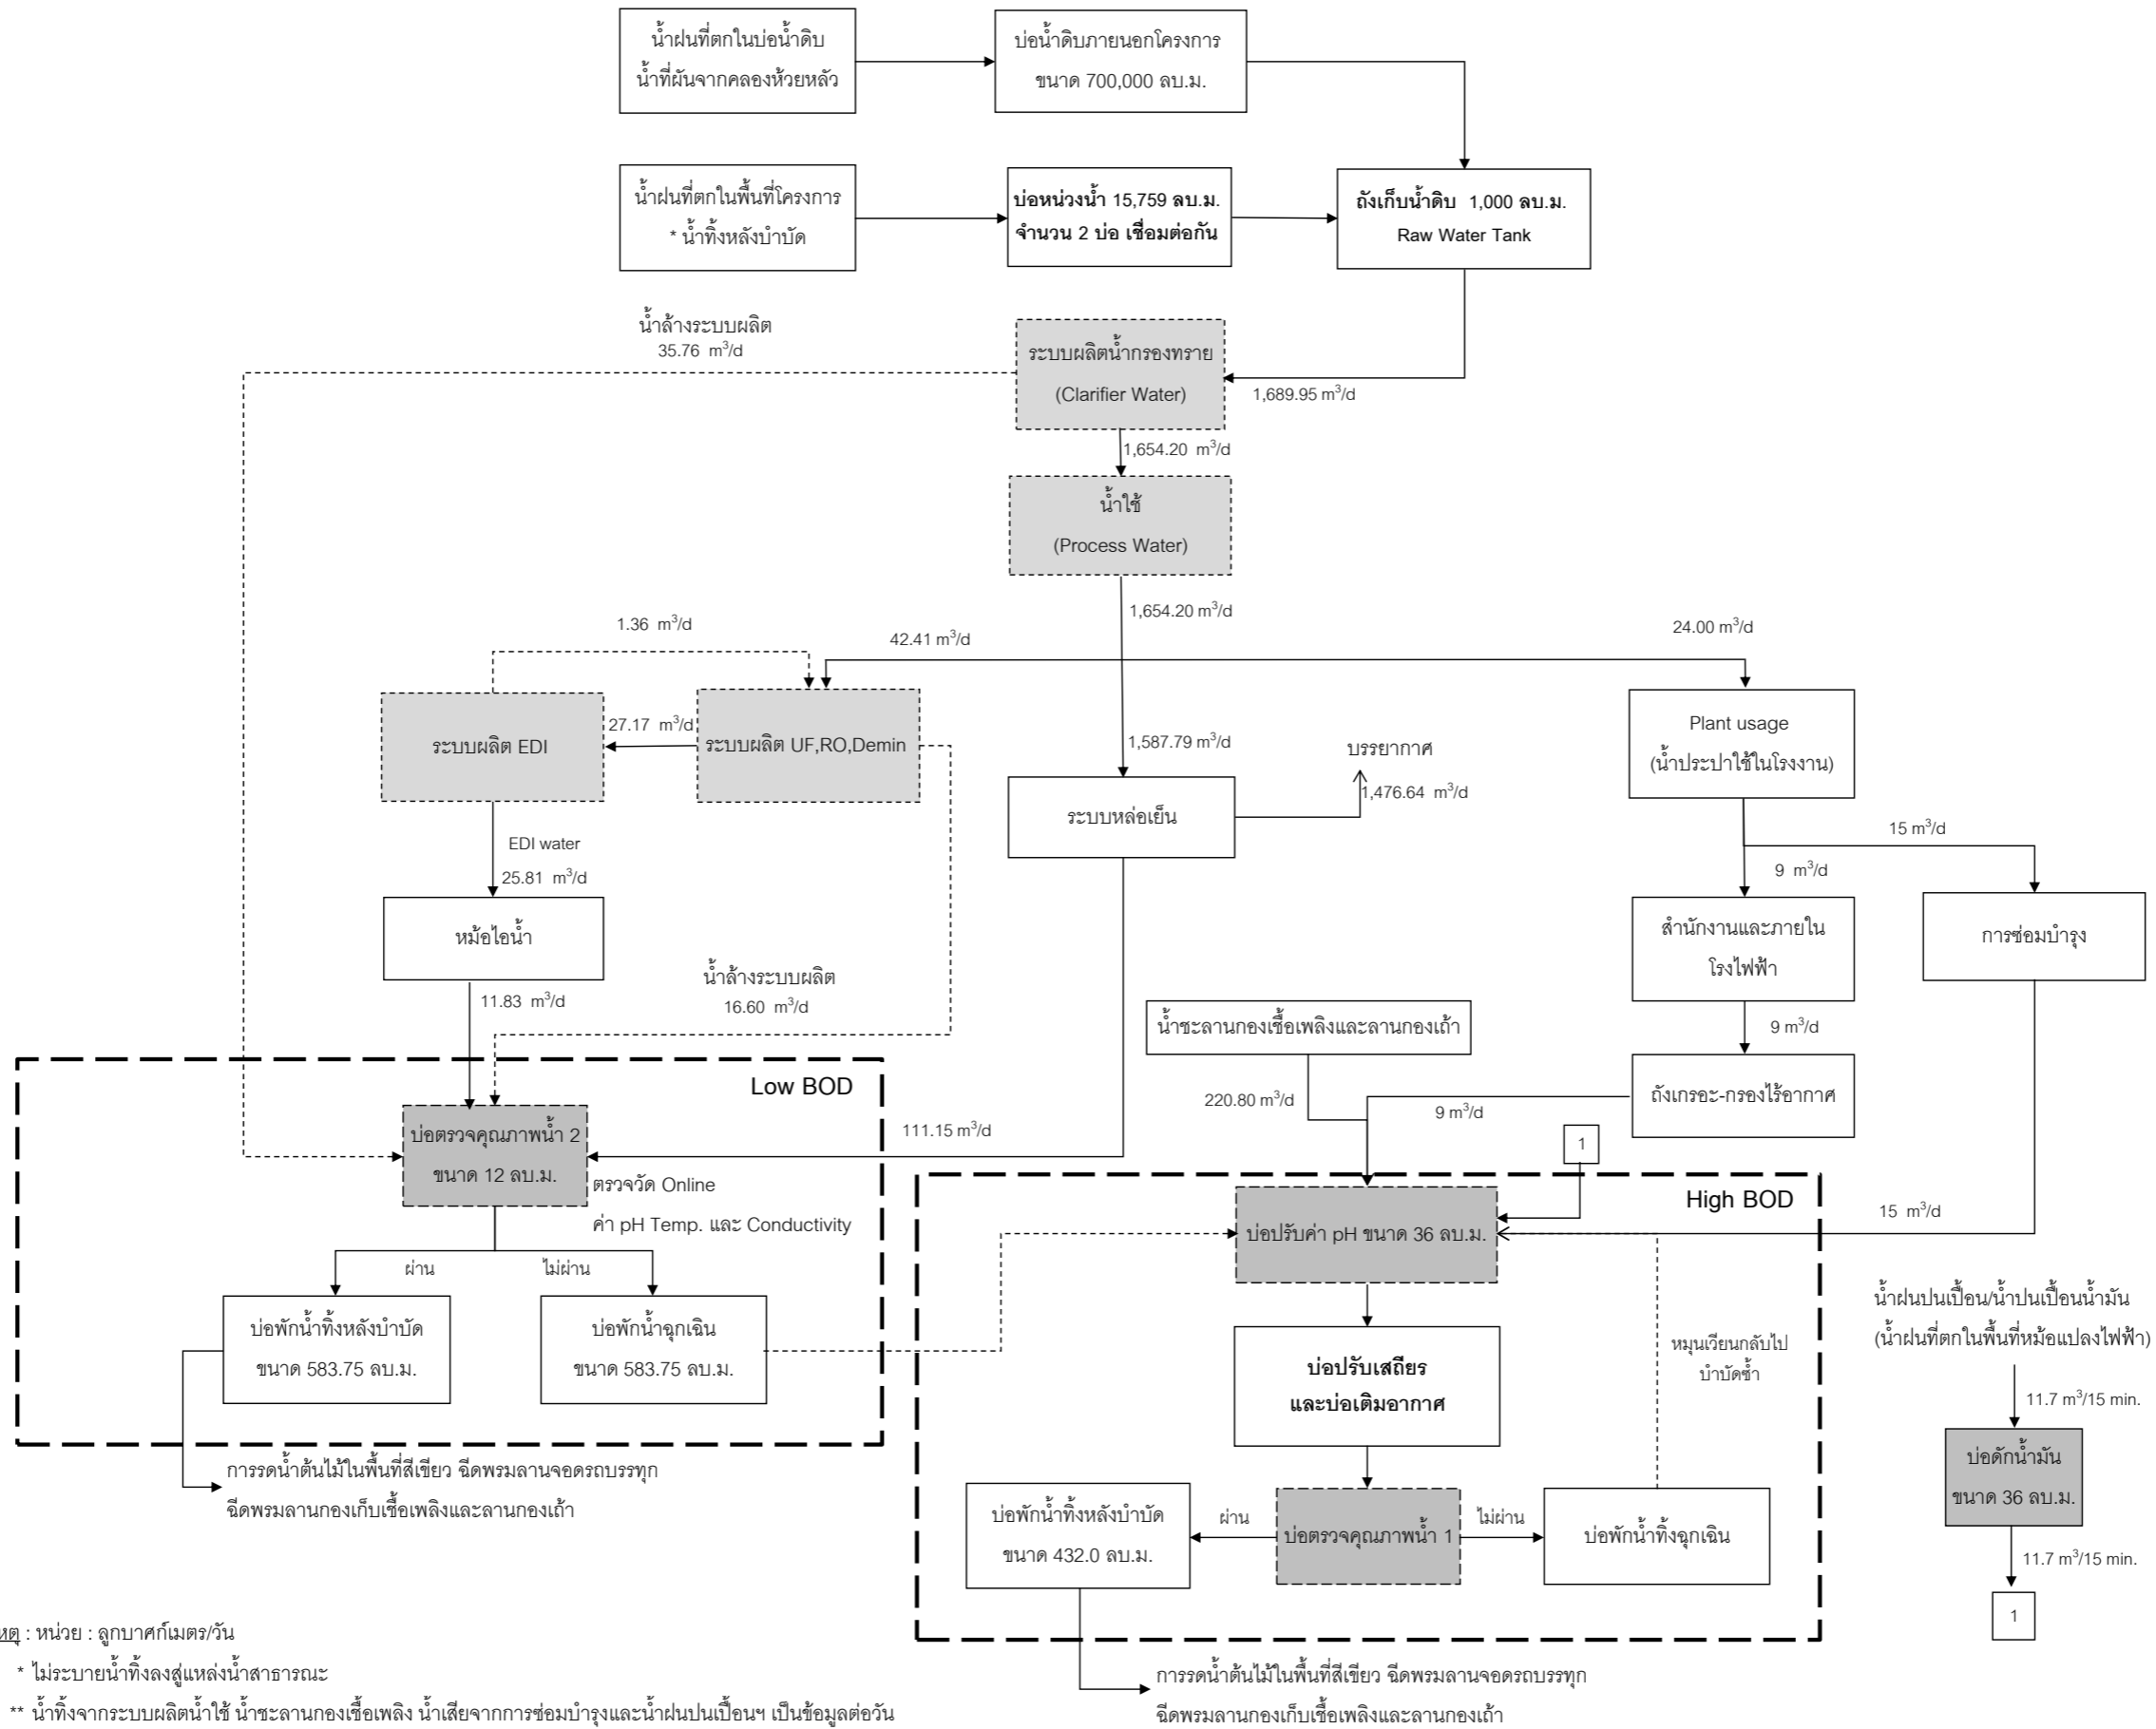 น้ำฝนที่ตกในบ่อน้ำดิบ
น้ำที่ผันจากคลองห้วยหลัว
บ่อน้ำดิบภายนอกโครงการ
ขนาด 700,000 ลบ.ม.
น้ำฝนที่ตกในพื้นที่โครงการ
* น้ำทิ้งหลังบำบัด
บ่อหน่วงน้ำ 15,759 ลบ.ม.
จำนวน 2 บ่อ เชื่อมต่อกัน
ถังเก็บน้ำดิบ 1,000 ลบ.ม.
Raw Water Tank
น้ำล้างระบบผลิต
35.76 m³/d
ระบบผลิตน้ำกรองทราย
(Clarifier Water)
1,689.95 m³/d
1,654.20 m³/d
น้ำใช้
(Process Water)
1,654.20 m³/d
1.36 m³/d
42.41 m³/d
24.00 m³/d
ระบบผลิต EDI
27.17 m³/d
ระบบผลิต UF,RO,Demin
1,587.79 m³/d
บรรยากาศ
1,476.64 m³/d
Plant usage
(น้ำประปาใช้ในโรงงาน)
ระบบหล่อเย็น
15 m³/d
9 m³/d
EDI water
25.81 m³/d
หม้อไอน้ำ
สำนักงานและภายใน
โรงไฟฟ้า
การซ่อมบำรุง
น้ำล้างระบบผลิต
16.60 m³/d
11.83 m³/d
น้ำชะลานกองเชื้อเพลิงและลานกองเถ้า
9 m³/d
Low BOD
220.80 m³/d
9 m³/d
ถังเกรอะ-กรองไร้อากาศ
บ่อตรวจคุณภาพน้ำ 2
ขนาด 12 ลบ.ม.
111.15 m³/d
1
ตรวจวัด Online
ค่า pH Temp. และ Conductivity
High BOD
15 m³/d
บ่อปรับค่า pH ขนาด 36 ลบ.ม.
ผ่าน
ไม่ผ่าน
บ่อพักน้ำทิ้งหลังบำบัด
ขนาด 583.75 ลบ.ม.
บ่อพักน้ำฉุกเฉิน
ขนาด 583.75 ลบ.ม.
บ่อปรับเสถียร
และบ่อเติมอากาศ
หมุนเวียนกลับไป
บำบัดซ้ำ
น้ำฝนปนเปื้อน/น้ำปนเปื้อนน้ำมัน
(น้ำฝนที่ตกในพื้นที่หม้อแปลงไฟฟ้า)
11.7 m³/15 min.
บ่อดักน้ำมัน
ขนาด 36 ลบ.ม.
11.7 m³/15 min.
1
การรดน้ำต้นไม้ในพื้นที่สีเขียว ฉีดพรมลานจอดรถบรรทุก
ฉีดพรมลานกองเก็บเชื้อเพลิงและลานกองเถ้า
บ่อพักน้ำทิ้งหลังบำบัด
ขนาด 432.0 ลบ.ม.
ผ่าน
บ่อตรวจคุณภาพน้ำ 1
ไม่ผ่าน
บ่อพักน้ำทิ้งฉุกเฉิน
การรดน้ำต้นไม้ในพื้นที่สีเขียว ฉีดพรมลานจอดรถบรรทุก
ฉีดพรมลานกองเก็บเชื้อเพลิงและลานกองเถ้า
หตุ : หน่วย : ลูกบาศก์เมตร/วัน
* ไม่ระบายน้ำทิ้งลงสู่แหล่งน้ำสาธารณะ
** น้ำทิ้งจากระบบผลิตน้ำใช้ น้ำชะลานกองเชื้อเพลิง น้ำเสียจากการซ่อมบำรุงและน้ำฝนปนเปื้อนฯ เป็นข้อมูลต่อวัน